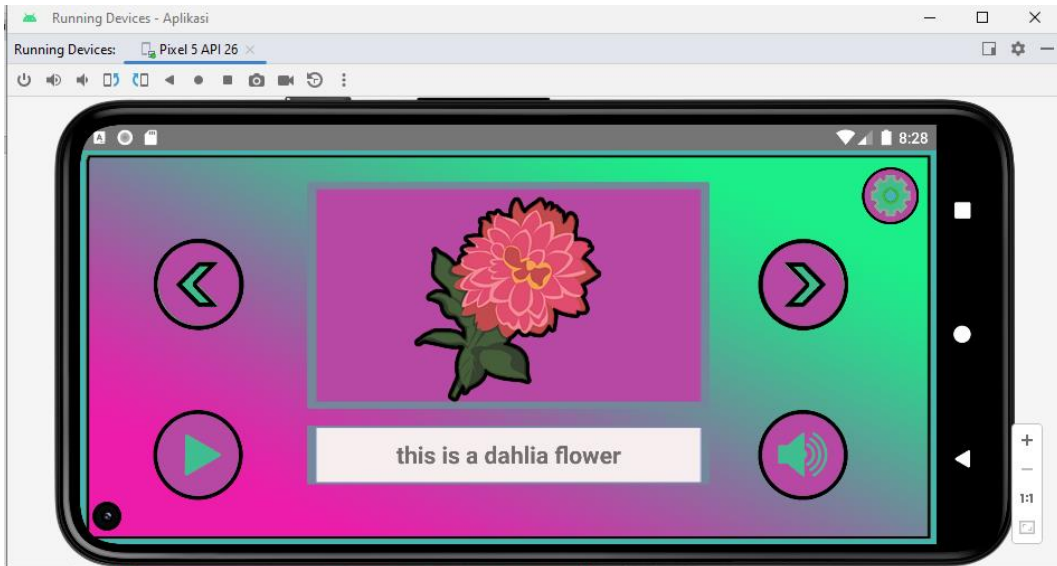 Running Devices - Aplikasi
Running Devices: Pixel 5 API 26
A 8:28
this is a dahlia flower
1:1